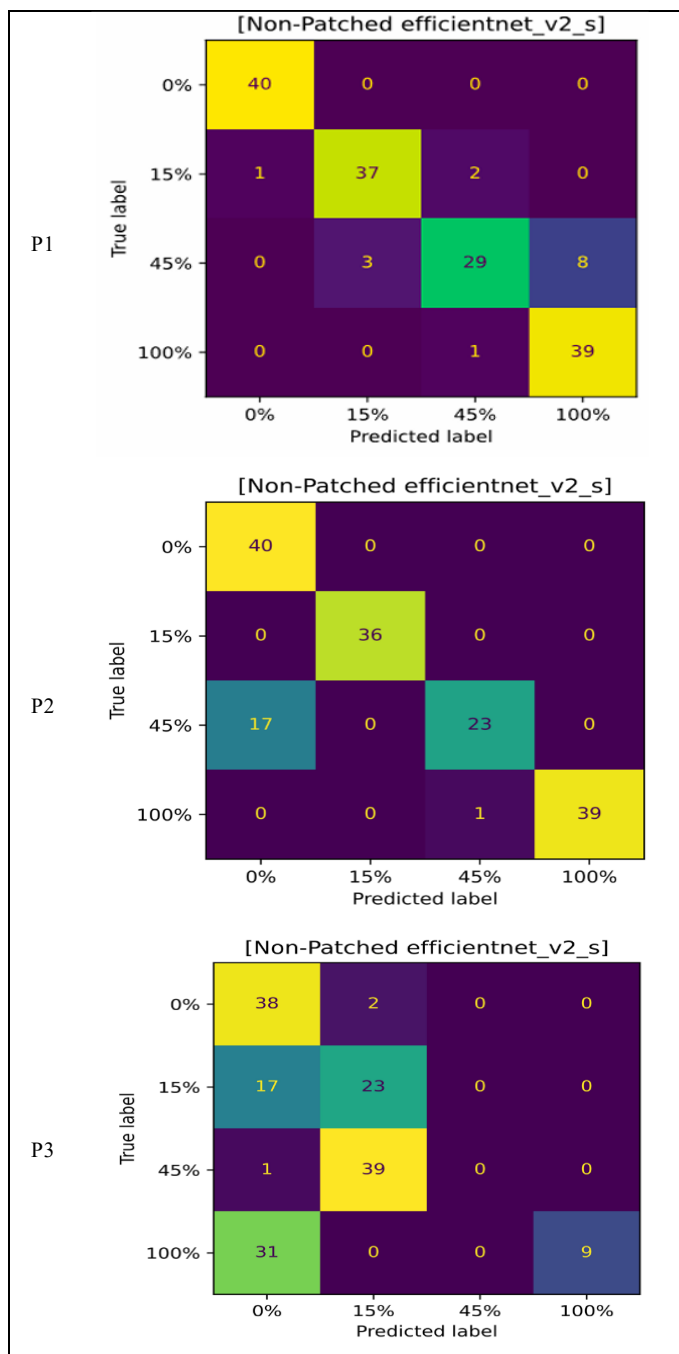 [Non-Patched efficientnet_v2_s]
0% 40 0 0 0
15% 1 37 2 0
45% 0 3 29 8
100% 0 0 1 39
0% 15% 45% 100%
Predicted label
True label
P1
[Non-Patched efficientnet_v2_s]
0% 40 0 0 0
15% 0 36 0 0
45% 17 0 23 0
100% 0 0 1 39
0% 15% 45% 100%
Predicted label
True label
P2
[Non-Patched efficientnet_v2_s]
0% 38 2 0 0
15% 17 23 0 0
45% 1 39 0 0
100% 31 0 0 9
0% 15% 45% 100%
Predicted label
True label
P3